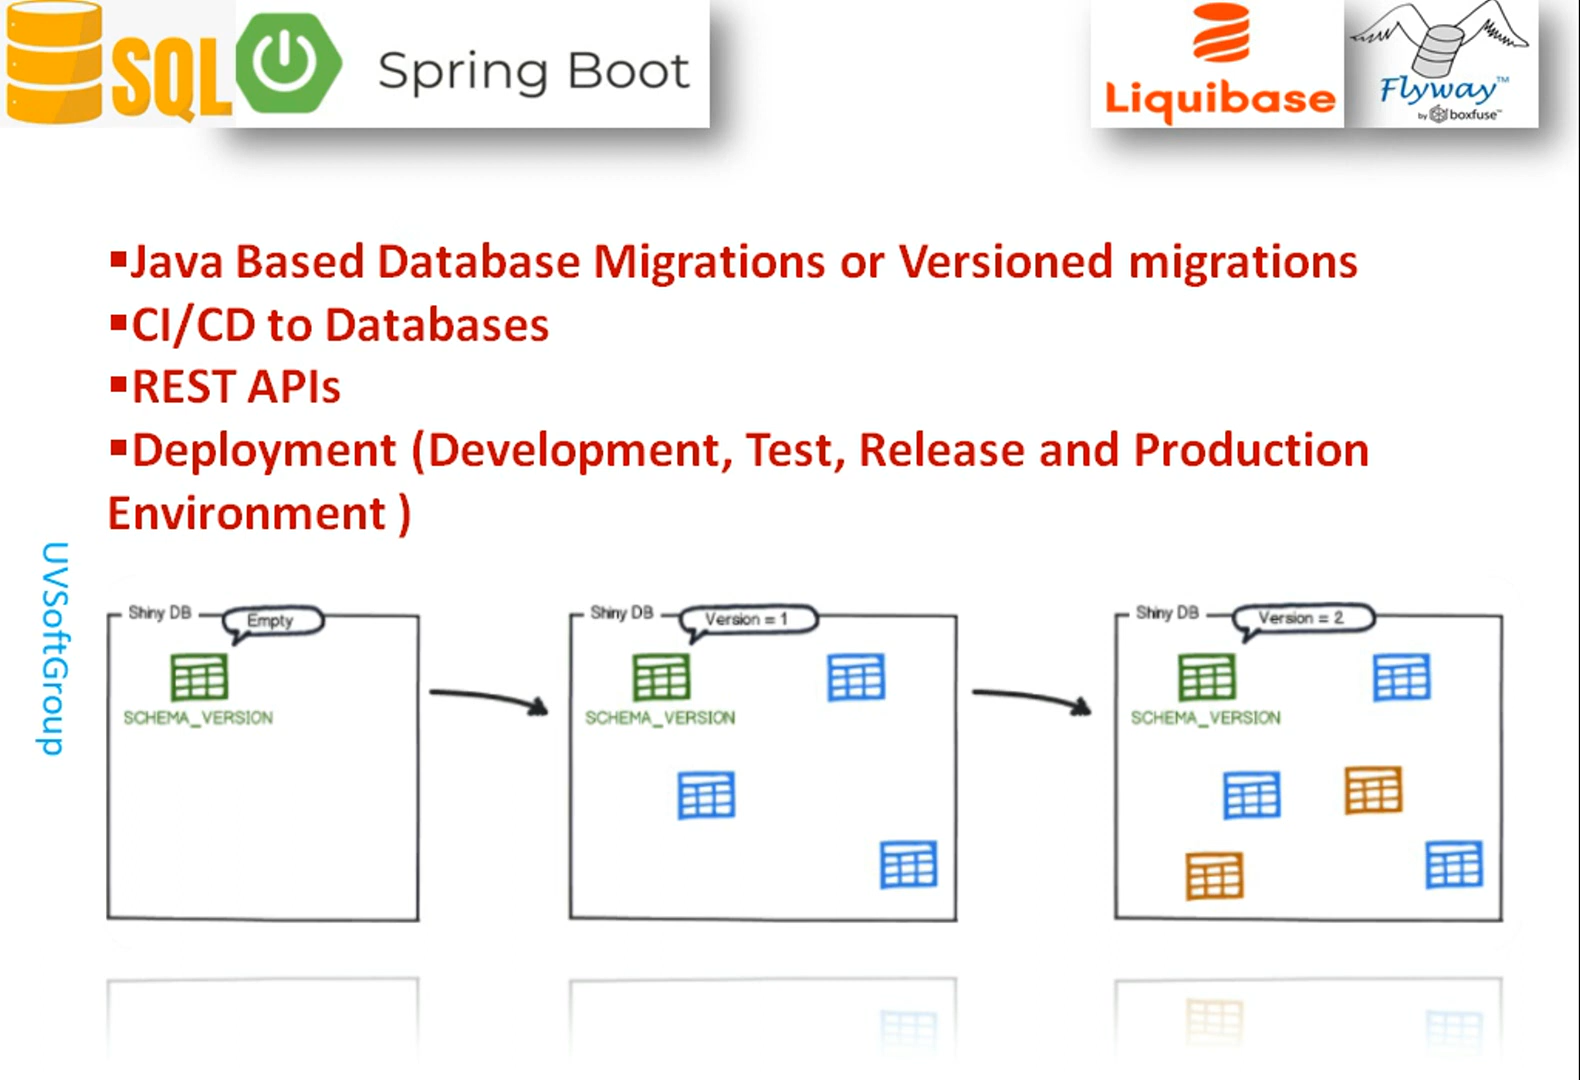 SQL
Spring Boot
Liquibase
Flyway™
by boxfuse™
▪Java Based Database Migrations or Versioned migrations
▪CI/CD to Databases
▪REST APIs
▪Deployment (Development, Test, Release and Production
Environment )
UVSoftGroup
Shiny DB
Empty
SCHEMA_VERSION
Shiny DB
Version = 1
SCHEMA_VERSION
Shiny DB
Version = 2
SCHEMA_VERSION